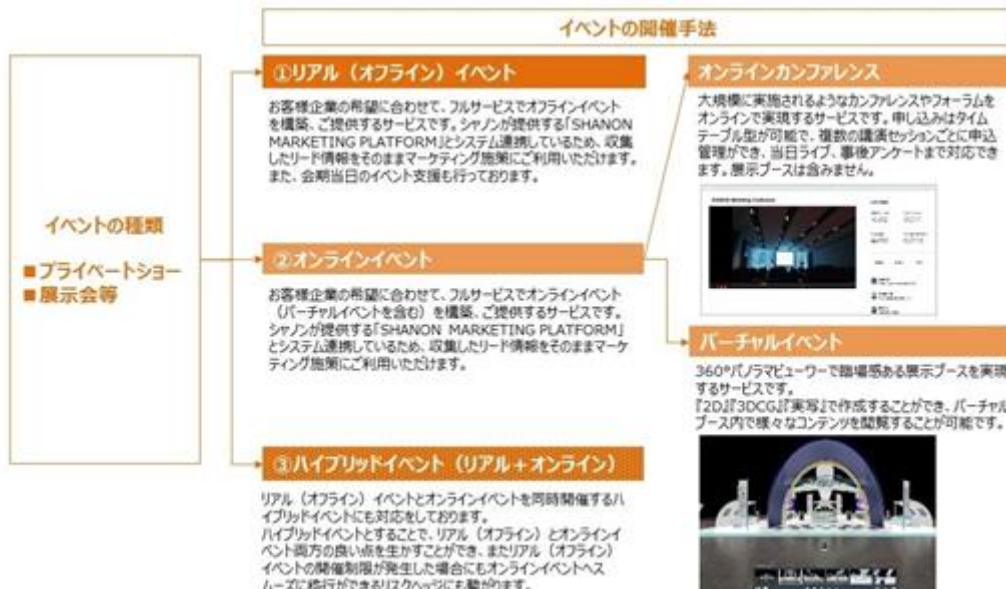 イベントの開催手法
イベントの種類
■プライベートショー
■展示会等
①リアル（オフライン）イベント
お客様企業の希望に合わせて、フルサービスでオフラインイベント
を構築、ご提供するサービスです。シャノンが提供する「SHANON
MARKETING PLATFORM」とシステム連携しているため、収集
したリード情報をそのままマーケティング施策にご利用いただけます。
また、会期当日のイベント支援も行っております。
②オンラインイベント
お客様企業の希望に合わせて、フルサービスでオンラインイベント
（バーチャルイベントを含む）を構築、ご提供するサービスです。
シャノンが提供する「SHANON MARKETING PLATFORM」
とシステム連携しているため、収集したリード情報をそのままマーケ
ティング施策にご利用いただけます。
③ハイブリッドイベント（リアル＋オンライン）
リアル（オフライン）イベントとオンラインイベントを同時開催するハ
イブリッドイベントにも対応をしております。
ハイブリッドイベントとすることで、リアル（オフライン）とオンラインイ
ベント両方の良い点を生かすことができ、またリアル（オフライン）
イベントの開催制限が発生した場合にもオンラインイベントへス
ムーズに移行ができるリスクヘッジにも繋がります。
オンラインカンファレンス
大規模に実施されるようなカンファレンスやフォーラムを
オンラインで実現するサービスです。申し込みはタイム
テーブル型が可能で、複数の講演セッションごとに申込
管理ができ、当日ライブ、事後アンケートまで対応でき
ます。展示ブースは含みません。
バーチャルイベント
360°パノラマビューワーで臨場感ある展示ブースを実現
するサービスです。
『2D』『3DCG』『実写』で作成することができ、バーチャル
ブース内で様々なコンテンツを閲覧することが可能です。